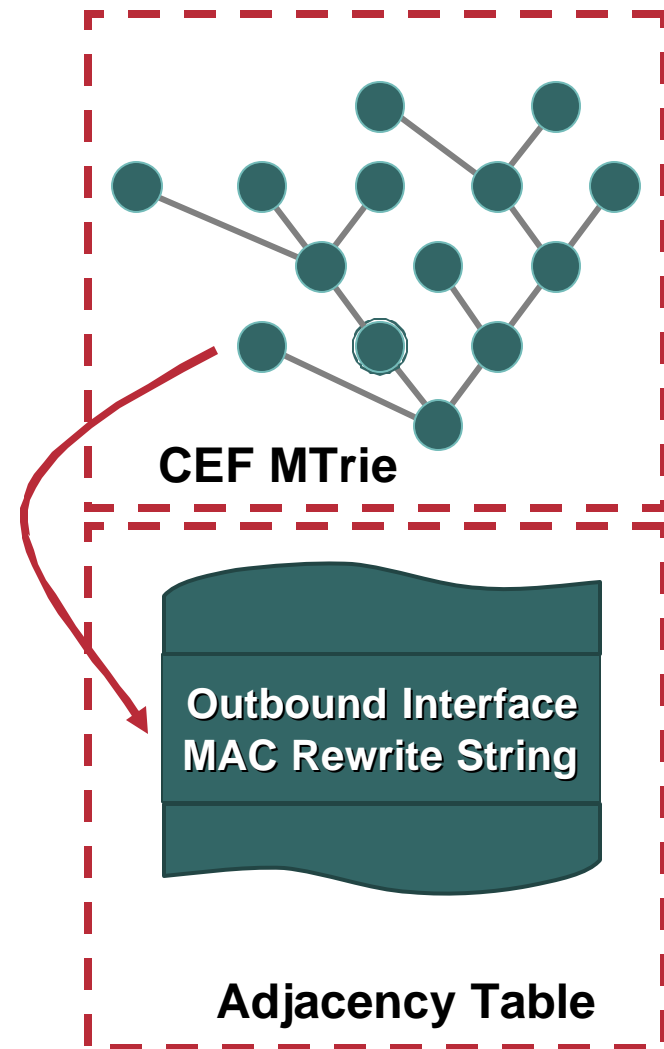 CEF MTrie
Outbound Interface
MAC Rewrite String
Adjacency Table